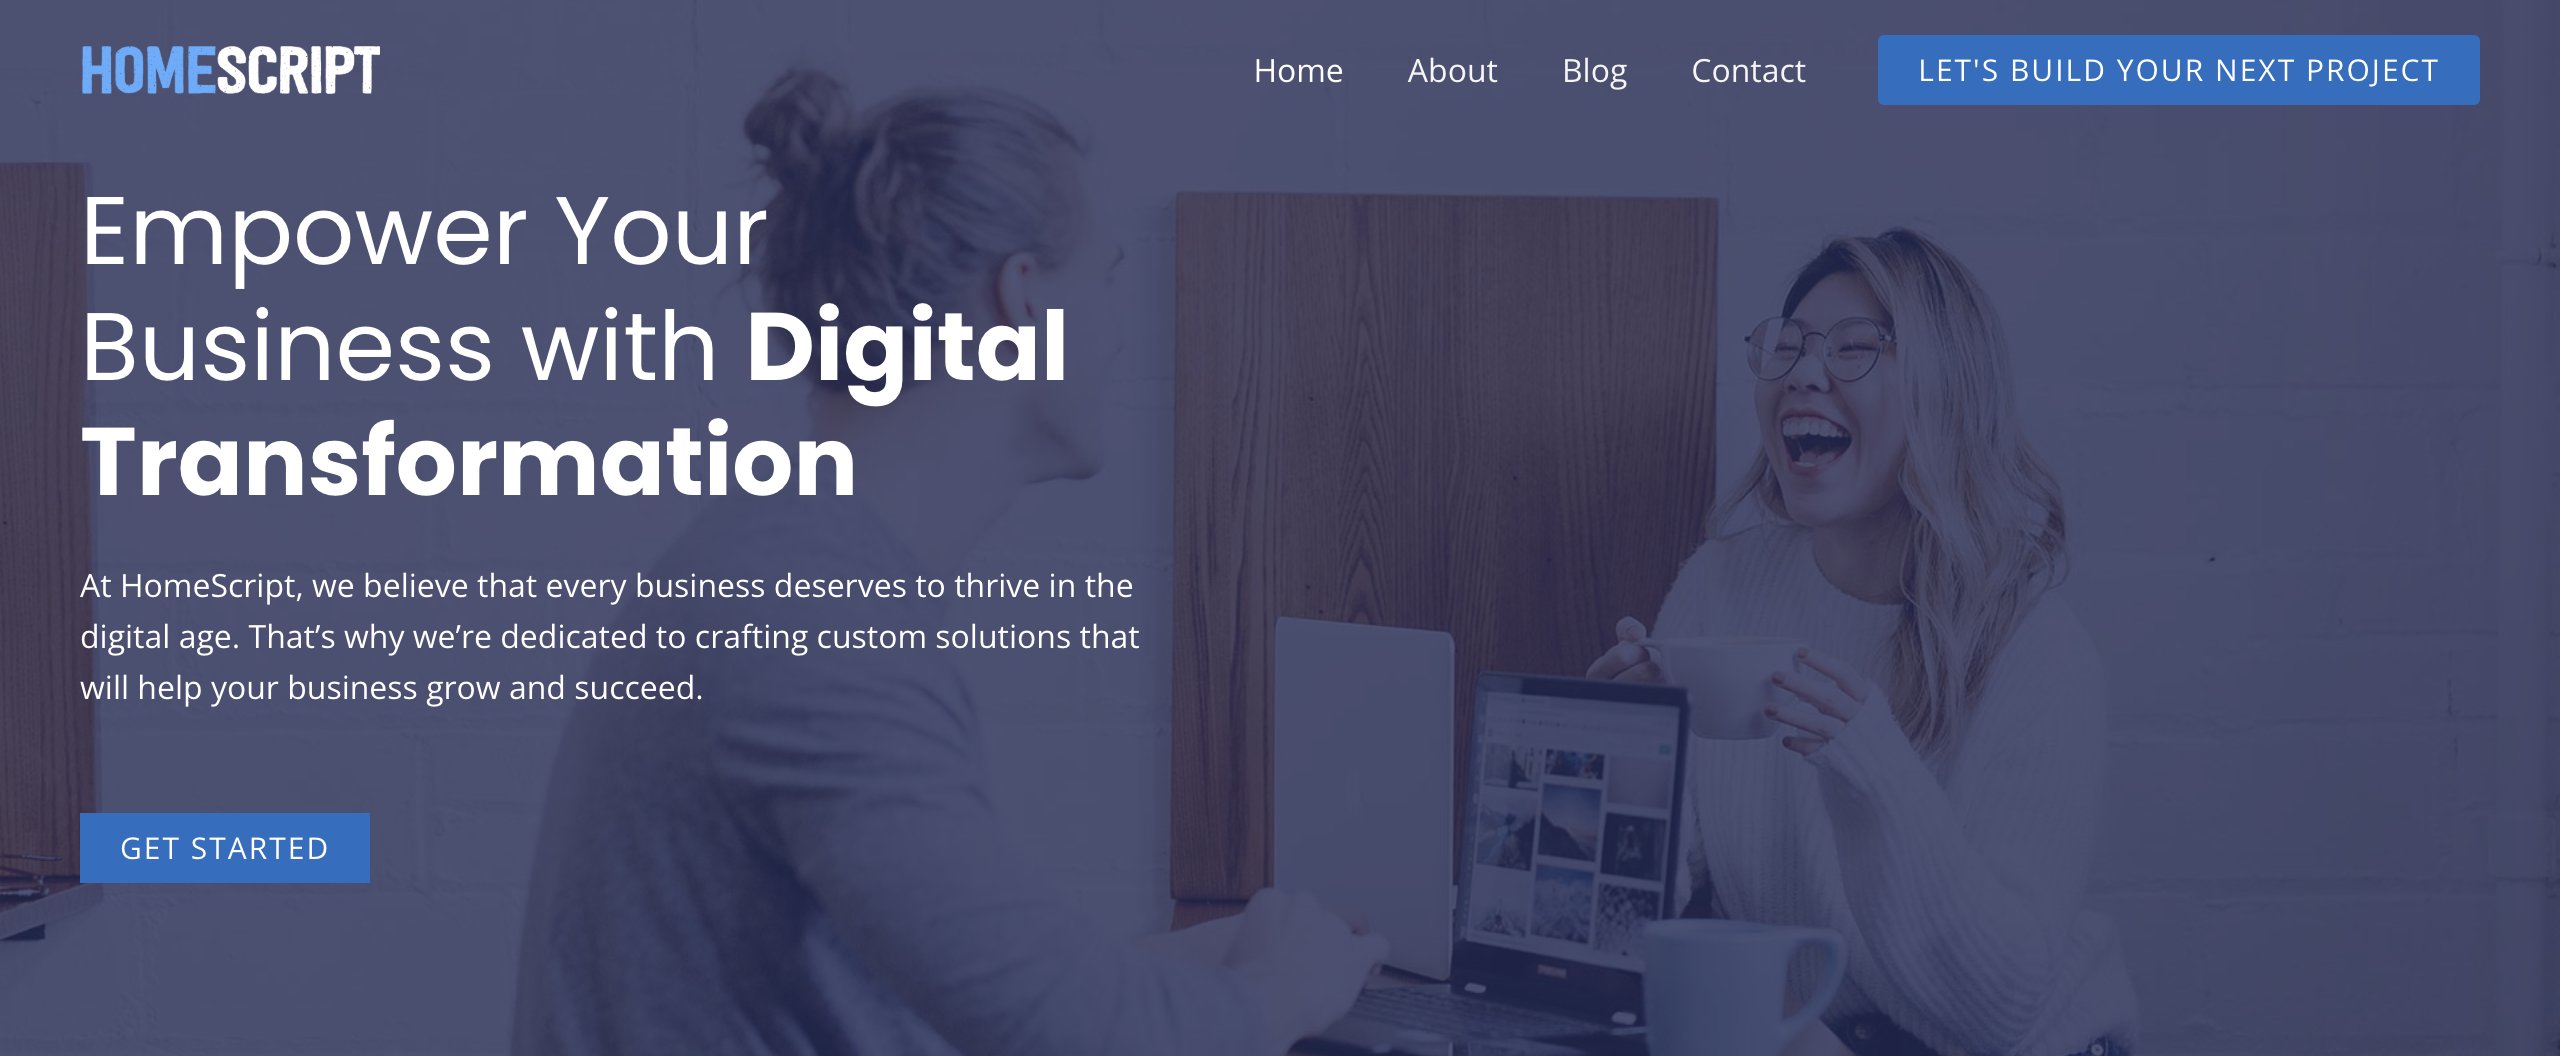 HOMESCRIPT
Home
About
Blog
Contact
LET'S BUILD YOUR NEXT PROJECT
Empower Your
Business with Digital
Transformation
At HomeScript, we believe that every business deserves to thrive in the
digital age. That’s why we’re dedicated to crafting custom solutions that
will help your business grow and succeed.
GET STARTED